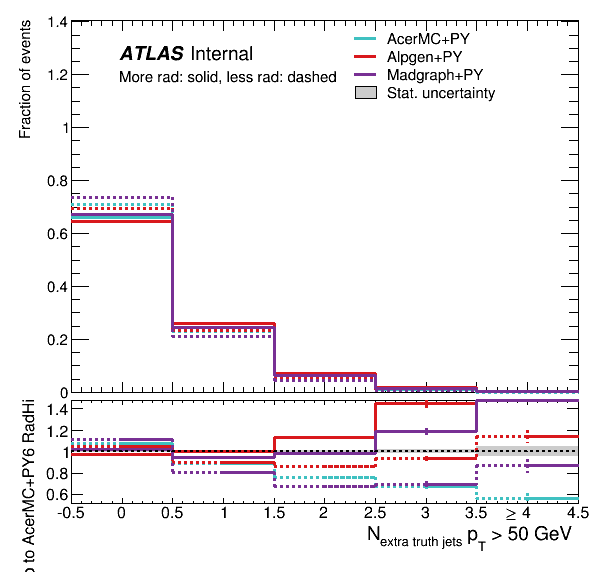 ATLAS Internal
More rad: solid, less rad: dashed
AcerMC+PY
Alpgen+PY
Madgraph+PY
Stat. uncertainty
Fraction of events
1.4
1.2
1
0.8
0.6
0.4
0.2
0
to AcerMC+PY6 RadHi
1.4
1.2
1
0.8
0.6
-0.5 0 0.5 1 1.5 2 2.5 3 3.5 ≥ 4 4.5
N extra truth jets p T > 50 GeV